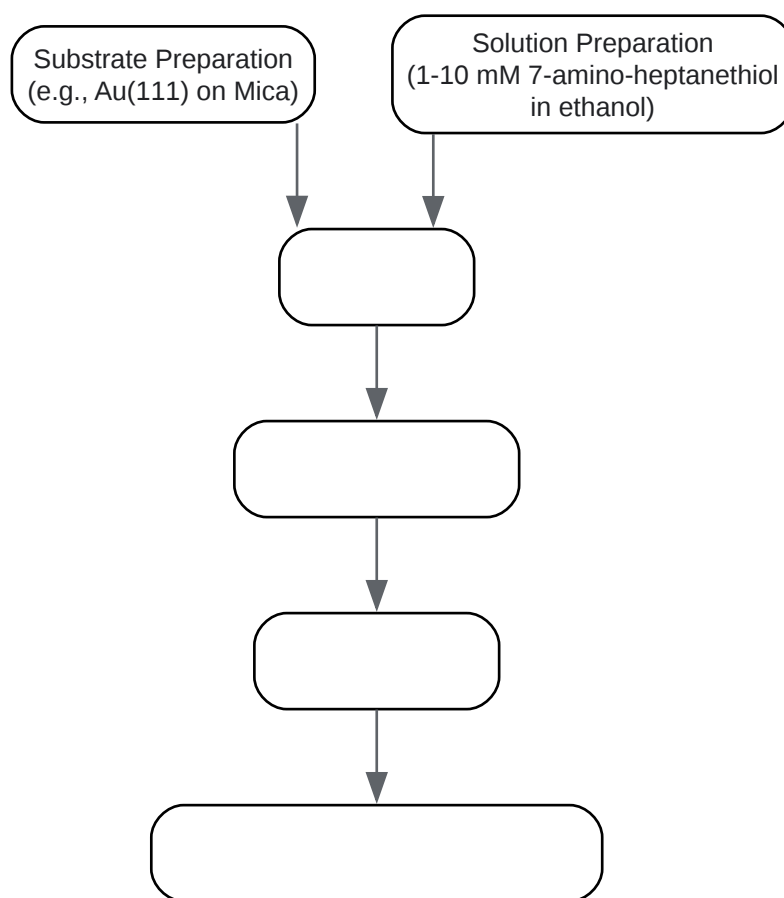 Substrate Preparation
(e.g., Au(111) on Mica)
Solution Preparation
(1-10 mM 7-amino-heptanethiol
in ethanol)